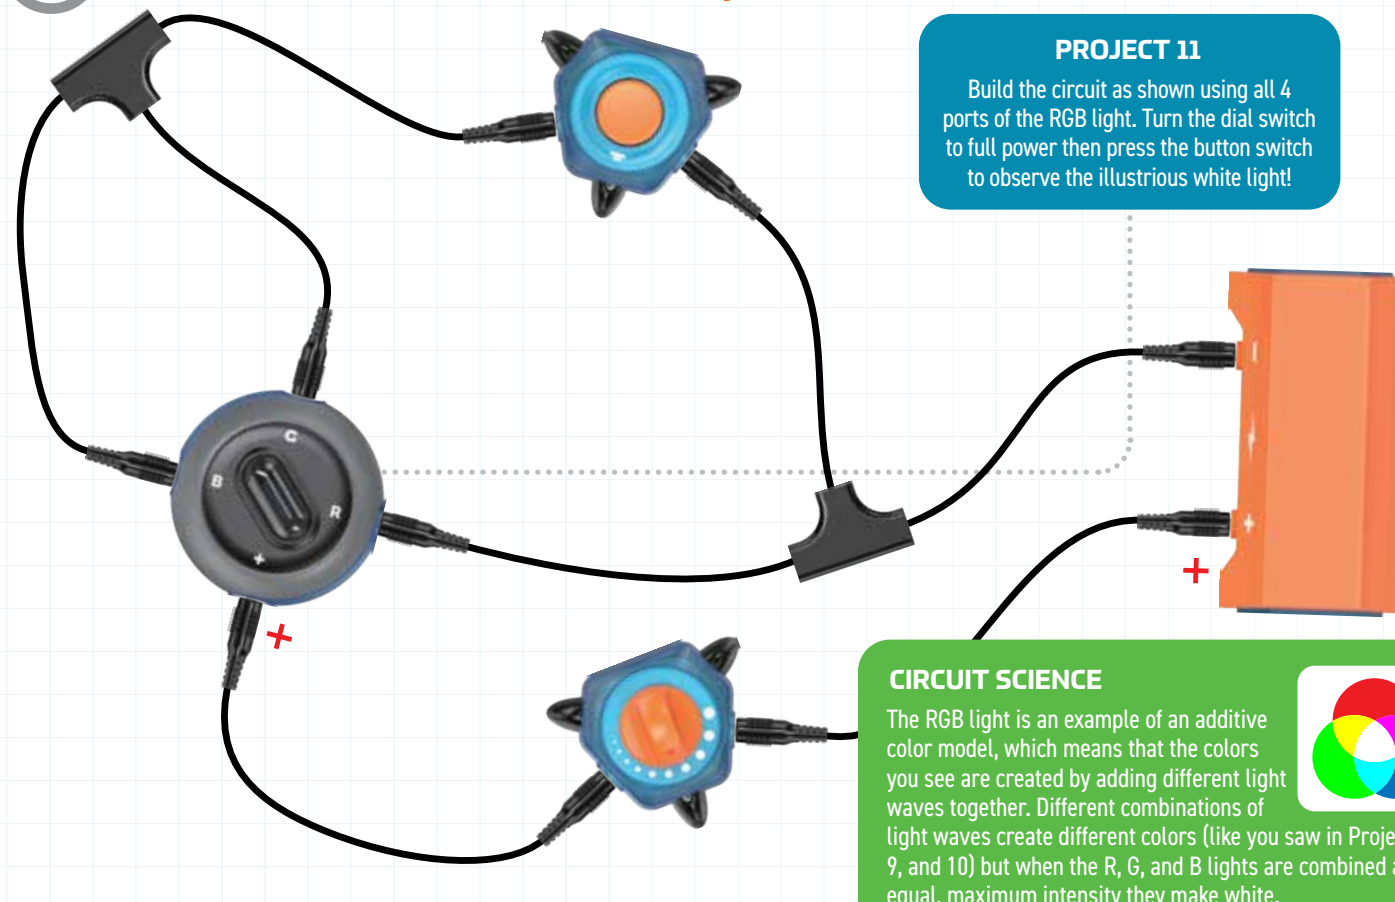 PROJECT 11
Build the circuit as shown using all 4
ports of the RGB light. Turn the dial switch
to full power then press the button switch
to observe the illustrious white light!
C
B
R
+
+
+
+
CIRCUIT SCIENCE
The RGB light is an example of an additive
color model, which means that the colors
you see are created by adding different light
waves together. Different combinations of
light waves create different colors (like you saw in Proje
9, and 10) but when the R, G, and B lights are combined a
equal, maximum intensity they make white.